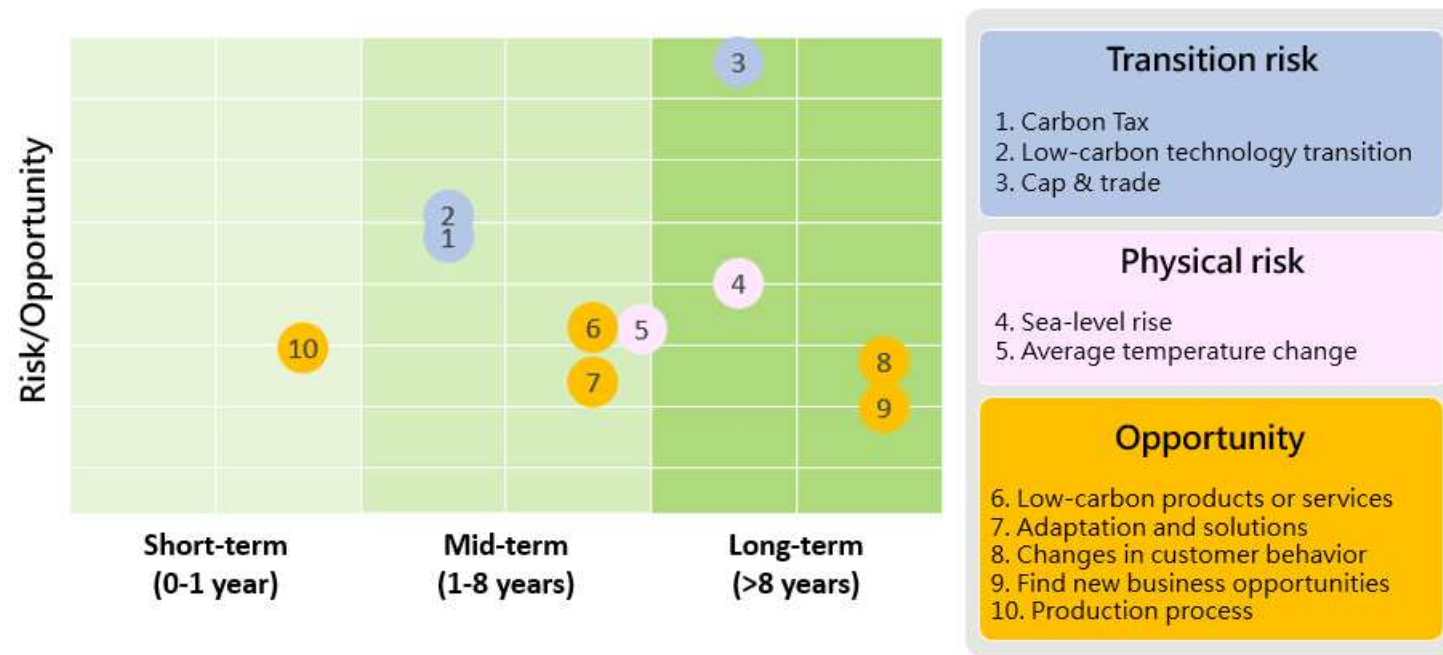 Risk/Opportunity
3
2
1
4
6
5
10
7
8
9
Short-term
(0-1 year)
Mid-term
(1-8 years)
Long-term
(>8 years)
Transition risk
1. Carbon Tax
2. Low-carbon technology transition
3. Cap & trade
Physical risk
4. Sea-level rise
5. Average temperature change
Opportunity
6. Low-carbon products or services
7. Adaptation and solutions
8. Changes in customer behavior
9. Find new business opportunities
10. Production process